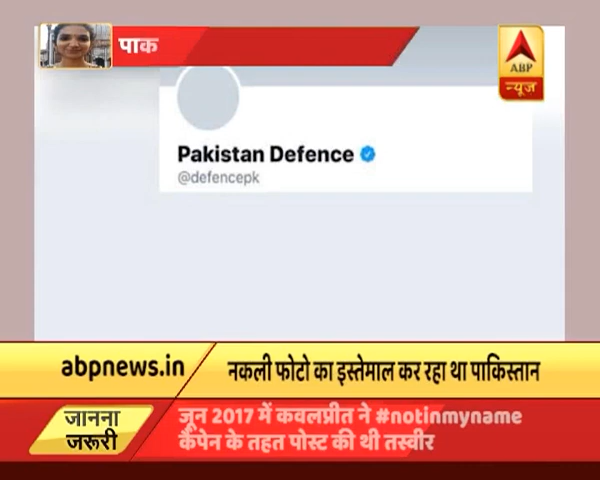 पाक
ABP
न्यूज़
Pakistan Defence
@defencepk
abpnews.in
नकली फोटो का इस्तेमाल कर रहा था पाकिस्तान
जानना
जरूरी
जून 2017 में कवलप्रीत ने #notinmyname
कैंपेन के तहत पोस्ट की थी तस्वीर